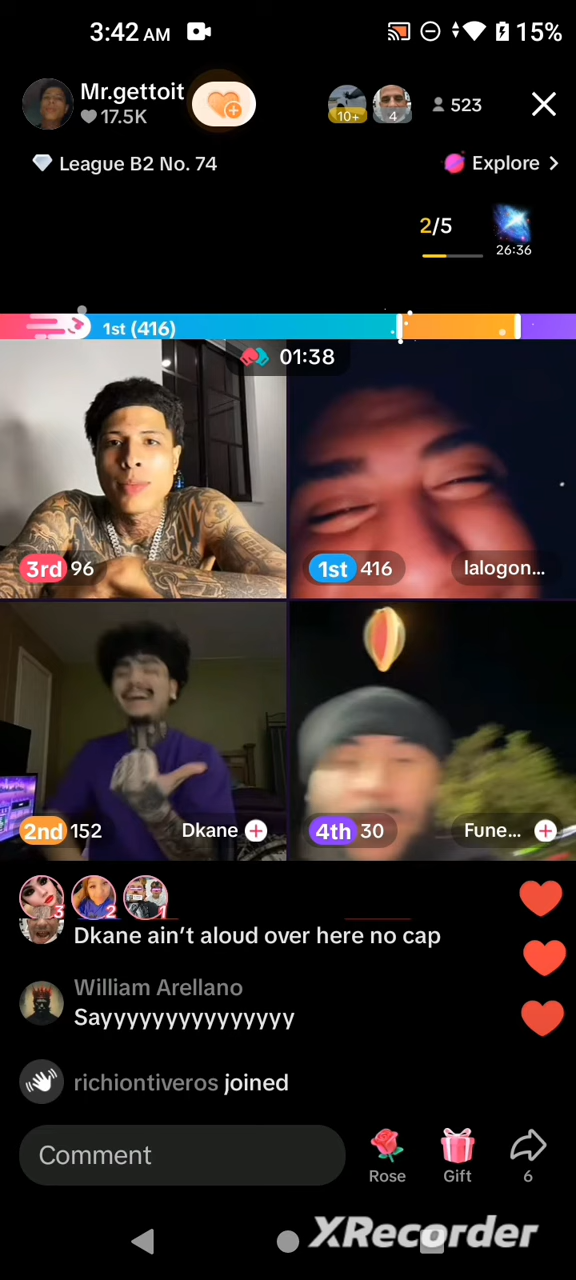 3:42 AM 15%
Mr.gettoit
17.5K
10+ 4 523
League B2 No. 74 Explore >
2/5
26:36
1st (416)
01:38
3rd 96
1st 416 lalogon...
2nd 152 Dkane +
4th 30 Fune... +
3 2 1
Dkane ain’t aloud over here no cap
William Arellano
Sayyyyyyyyyyyyyyy
richiontiveros joined
Comment
Rose Gift 6
XRecorder